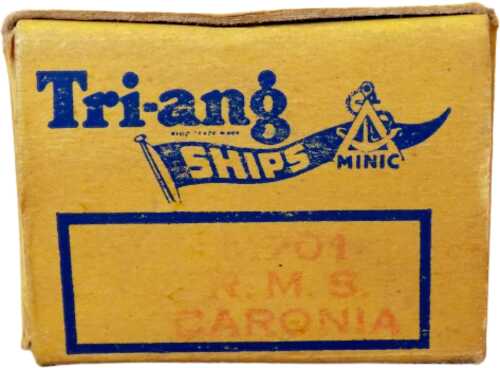 Tri-ang
SHIPS
MINIC
701
R.M.S.
CARONIA